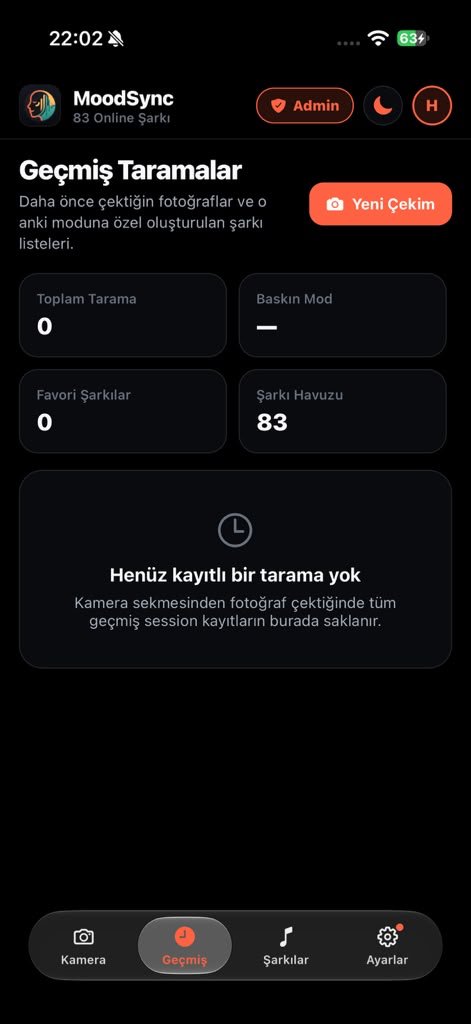 22:02
63
MoodSync
83 Online Şarkı
Admin
H
Geçmiş Taramalar
Daha önce çektiğin fotoğraflar ve o
anki moduna özel oluşturulan şarkı
listeleri.
Yeni Çekim
Toplam Tarama
0
Baskın Mod
—
Favori Şarkılar
0
Şarkı Havuzu
83
Henüz kayıtlı bir tarama yok
Kamera sekmesinden fotoğraf çektiğinde tüm
geçmiş session kayıtların burada saklanır.
Kamera
Geçmiş
Şarkılar
Ayarlar